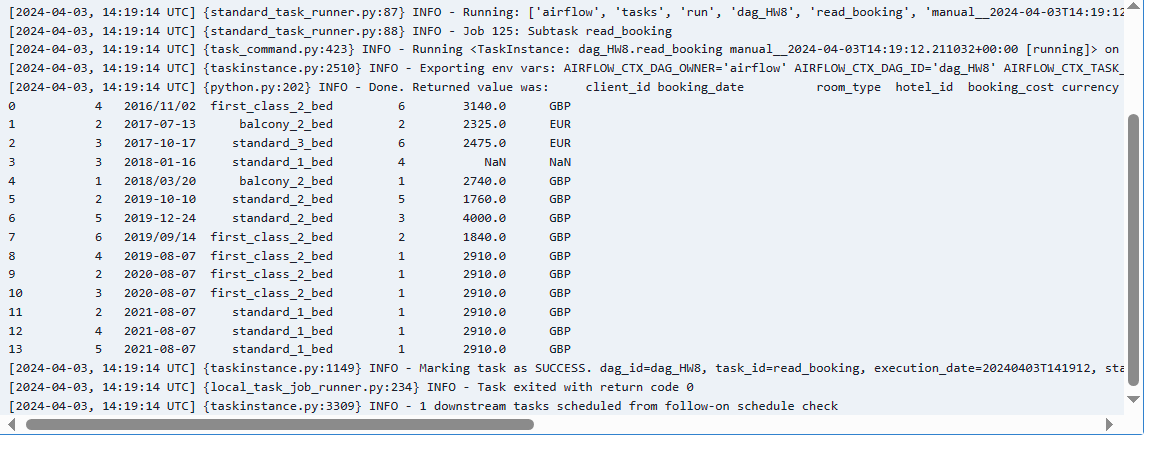 [2024-04-03, 14:19:14 UTC] {standard_task_runner.py:87} INFO - Running: ['airflow', 'tasks', 'run', 'dag_HW8', 'read_booking', 'manual__2024-04-03T14:19:12
[2024-04-03, 14:19:14 UTC] {standard_task_runner.py:88} INFO - Job 125: Subtask read_booking
[2024-04-03, 14:19:14 UTC] {task_command.py:423} INFO - Running <TaskInstance: dag_HW8.read_booking manual__2024-04-03T14:19:12.211032+00:00 [running]> on
[2024-04-03, 14:19:14 UTC] {taskinstance.py:2510} INFO - Exporting env vars: AIRFLOW_CTX_DAG_OWNER='airflow' AIRFLOW_CTX_DAG_ID='dag_HW8' AIRFLOW_CTX_TASK_
[2024-04-03, 14:19:14 UTC] {python.py:202} INFO - Done. Returned value was:     client_id booking_date          room_type  hotel_id  booking_cost currency
0           4   2016/11/02  first_class_2_bed         6        3140.0      GBP
1           2   2017-07-13      balcony_2_bed         2        2325.0      EUR
2           3   2017-10-17     standard_3_bed         6        2475.0      EUR
3           3   2018-01-16     standard_1_bed         4           NaN      NaN
4           1   2018/03/20      balcony_2_bed         1        2740.0      GBP
5           2   2019-10-10     standard_2_bed         5        1760.0      GBP
6           5   2019-12-24     standard_2_bed         3        4000.0      GBP
7           6   2019/09/14  first_class_2_bed         2        1840.0      GBP
8           4   2019-08-07  first_class_2_bed         1        2910.0      GBP
9           2   2020-08-07  first_class_2_bed         1        2910.0      GBP
10          3   2020-08-07  first_class_2_bed         1        2910.0      GBP
11          2   2021-08-07     standard_1_bed         1        2910.0      GBP
12          4   2021-08-07     standard_1_bed         1        2910.0      GBP
13          5   2021-08-07     standard_1_bed         1        2910.0      GBP
[2024-04-03, 14:19:14 UTC] {taskinstance.py:1149} INFO - Marking task as SUCCESS. dag_id=dag_HW8, task_id=read_booking, execution_date=20240403T141912, sta
[2024-04-03, 14:19:14 UTC] {local_task_job_runner.py:234} INFO - Task exited with return code 0
[2024-04-03, 14:19:14 UTC] {taskinstance.py:3309} INFO - 1 downstream tasks scheduled from follow-on schedule check